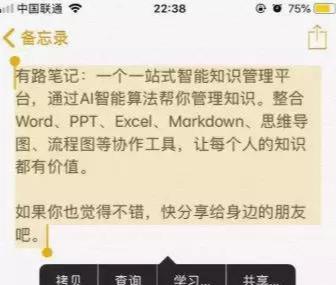 中国联通 22:38 75%
备忘录
有路笔记：一个一站式智能知识管理平
台，通过AI智能算法帮你管理知识。整合
Word、PPT、Excel、Markdown、思维导
图、流程图等协作工具，让每个人的知识
都有价值。
如果你也觉得不错，快分享给身边的朋友
吧。
拷贝 查询 学习... 共享...